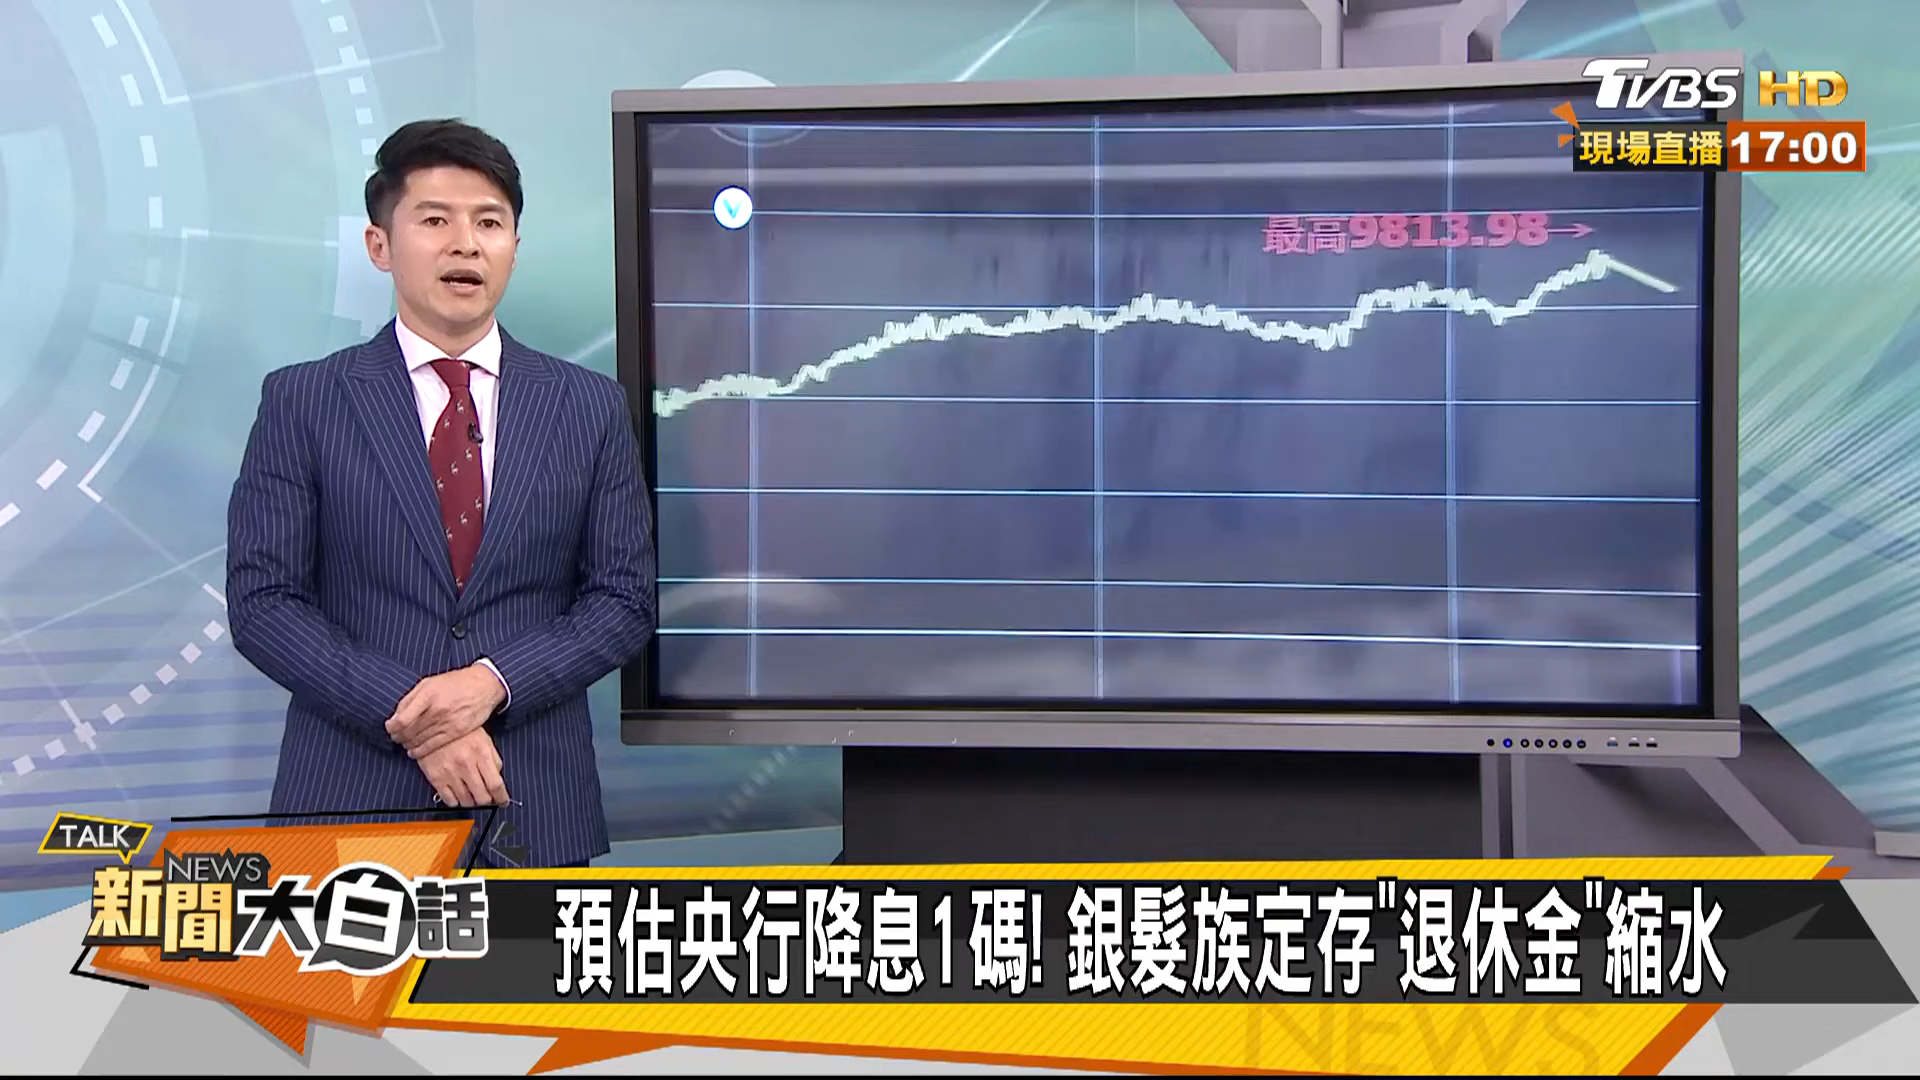 TVBS HD
現場直播 17:00
最高9813.98→
TALK
NEWS
新聞大白話
預估央行降息1碼! 銀髮族定存"退休金"縮水
NEWS